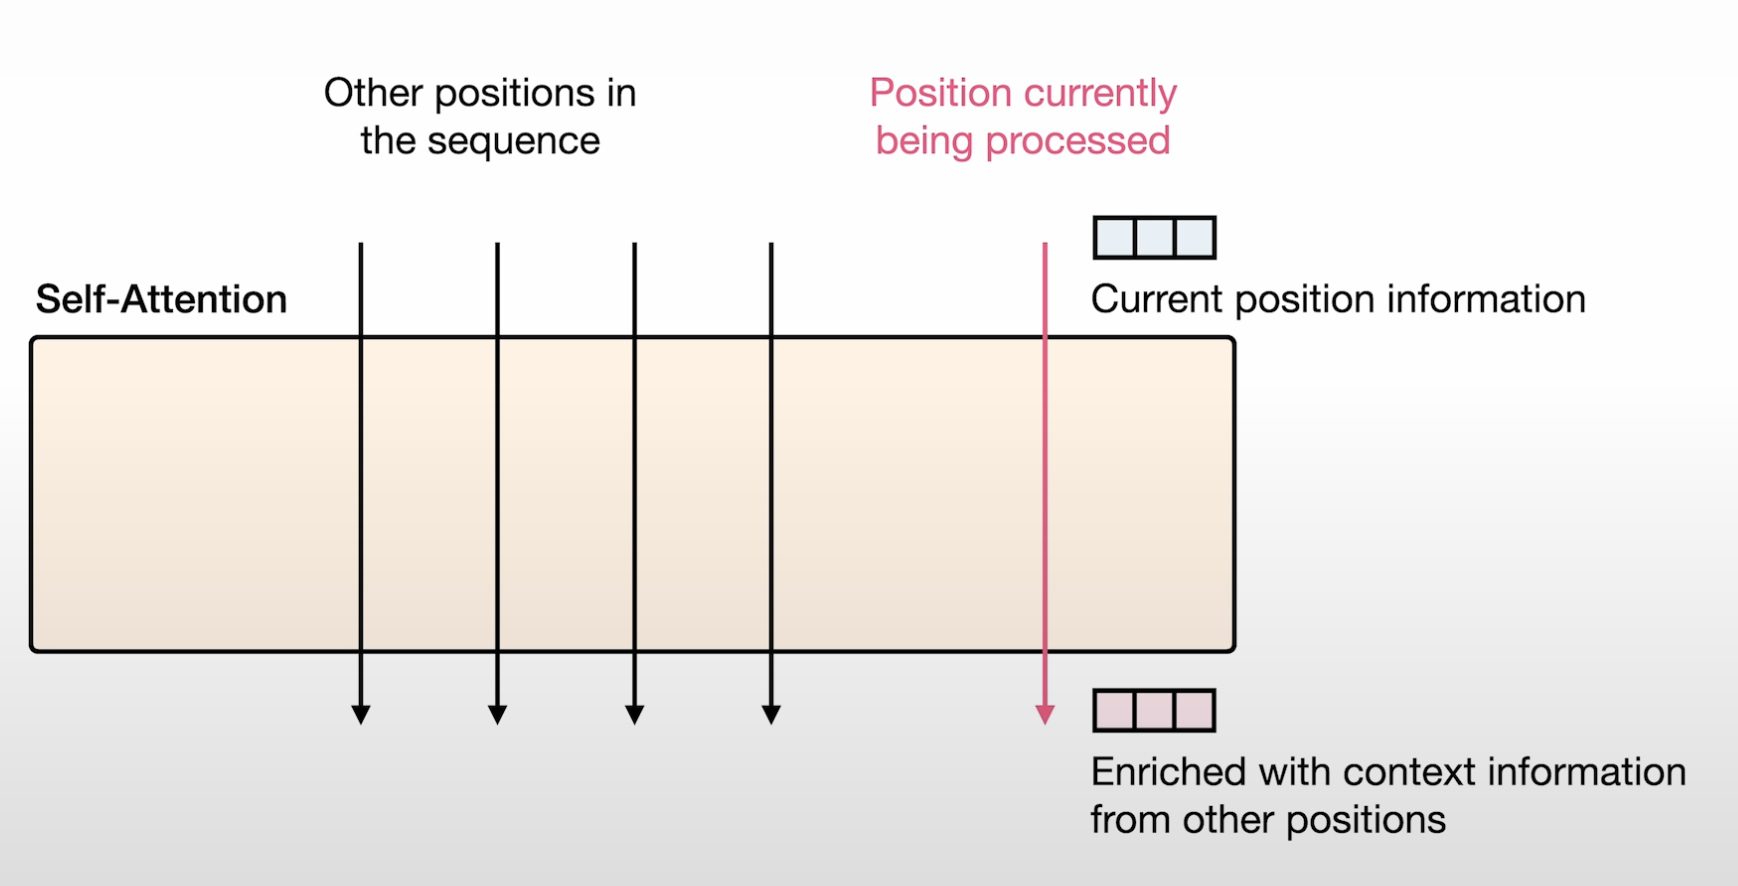 Other positions in
the sequence
Position currently
being processed
Self-Attention
Current position information
Enriched with context information
from other positions